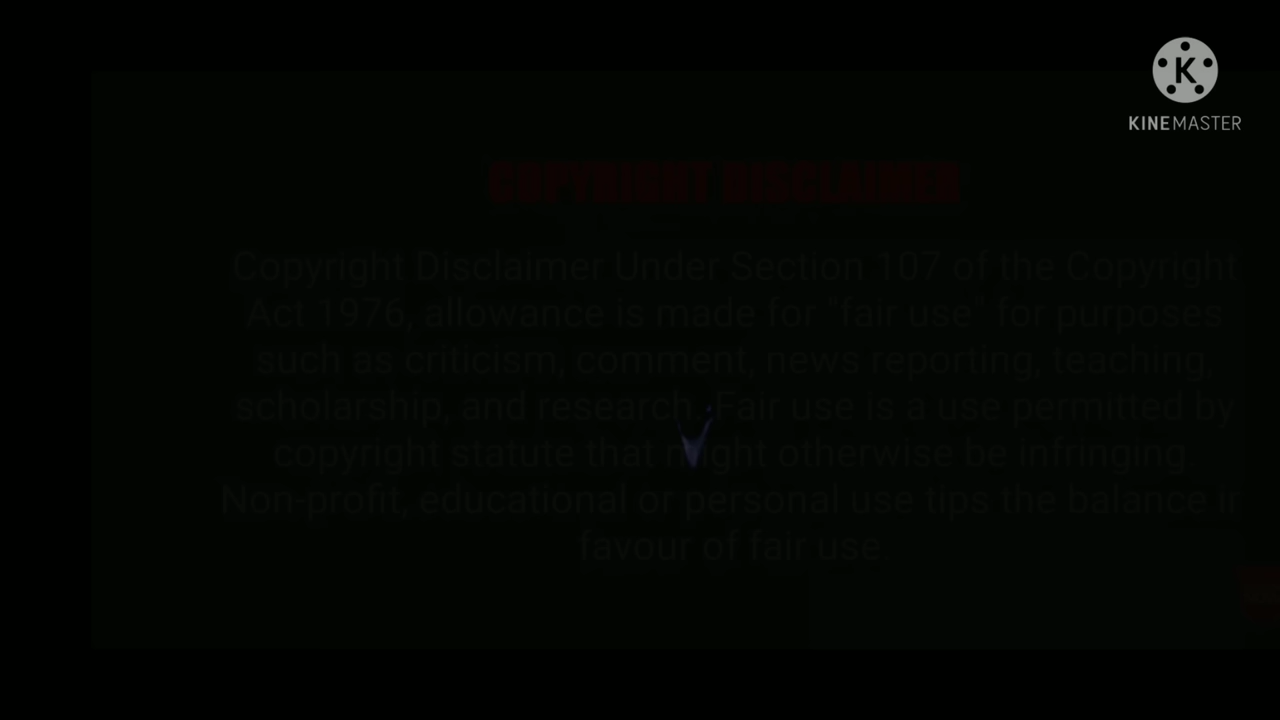 K
KINEMASTER
COPYRIGHT DISCLAIMER
Copyright Disclaimer Under Section 107 of the Copyright
Act 1976, allowance is made for "fair use" for purposes
such as criticism, comment, news reporting, teaching,
scholarship, and research. Fair use is a use permitted by
copyright statute that might otherwise be infringing
Non-profit, educational or personal use tips the balance in
favour of fair use.